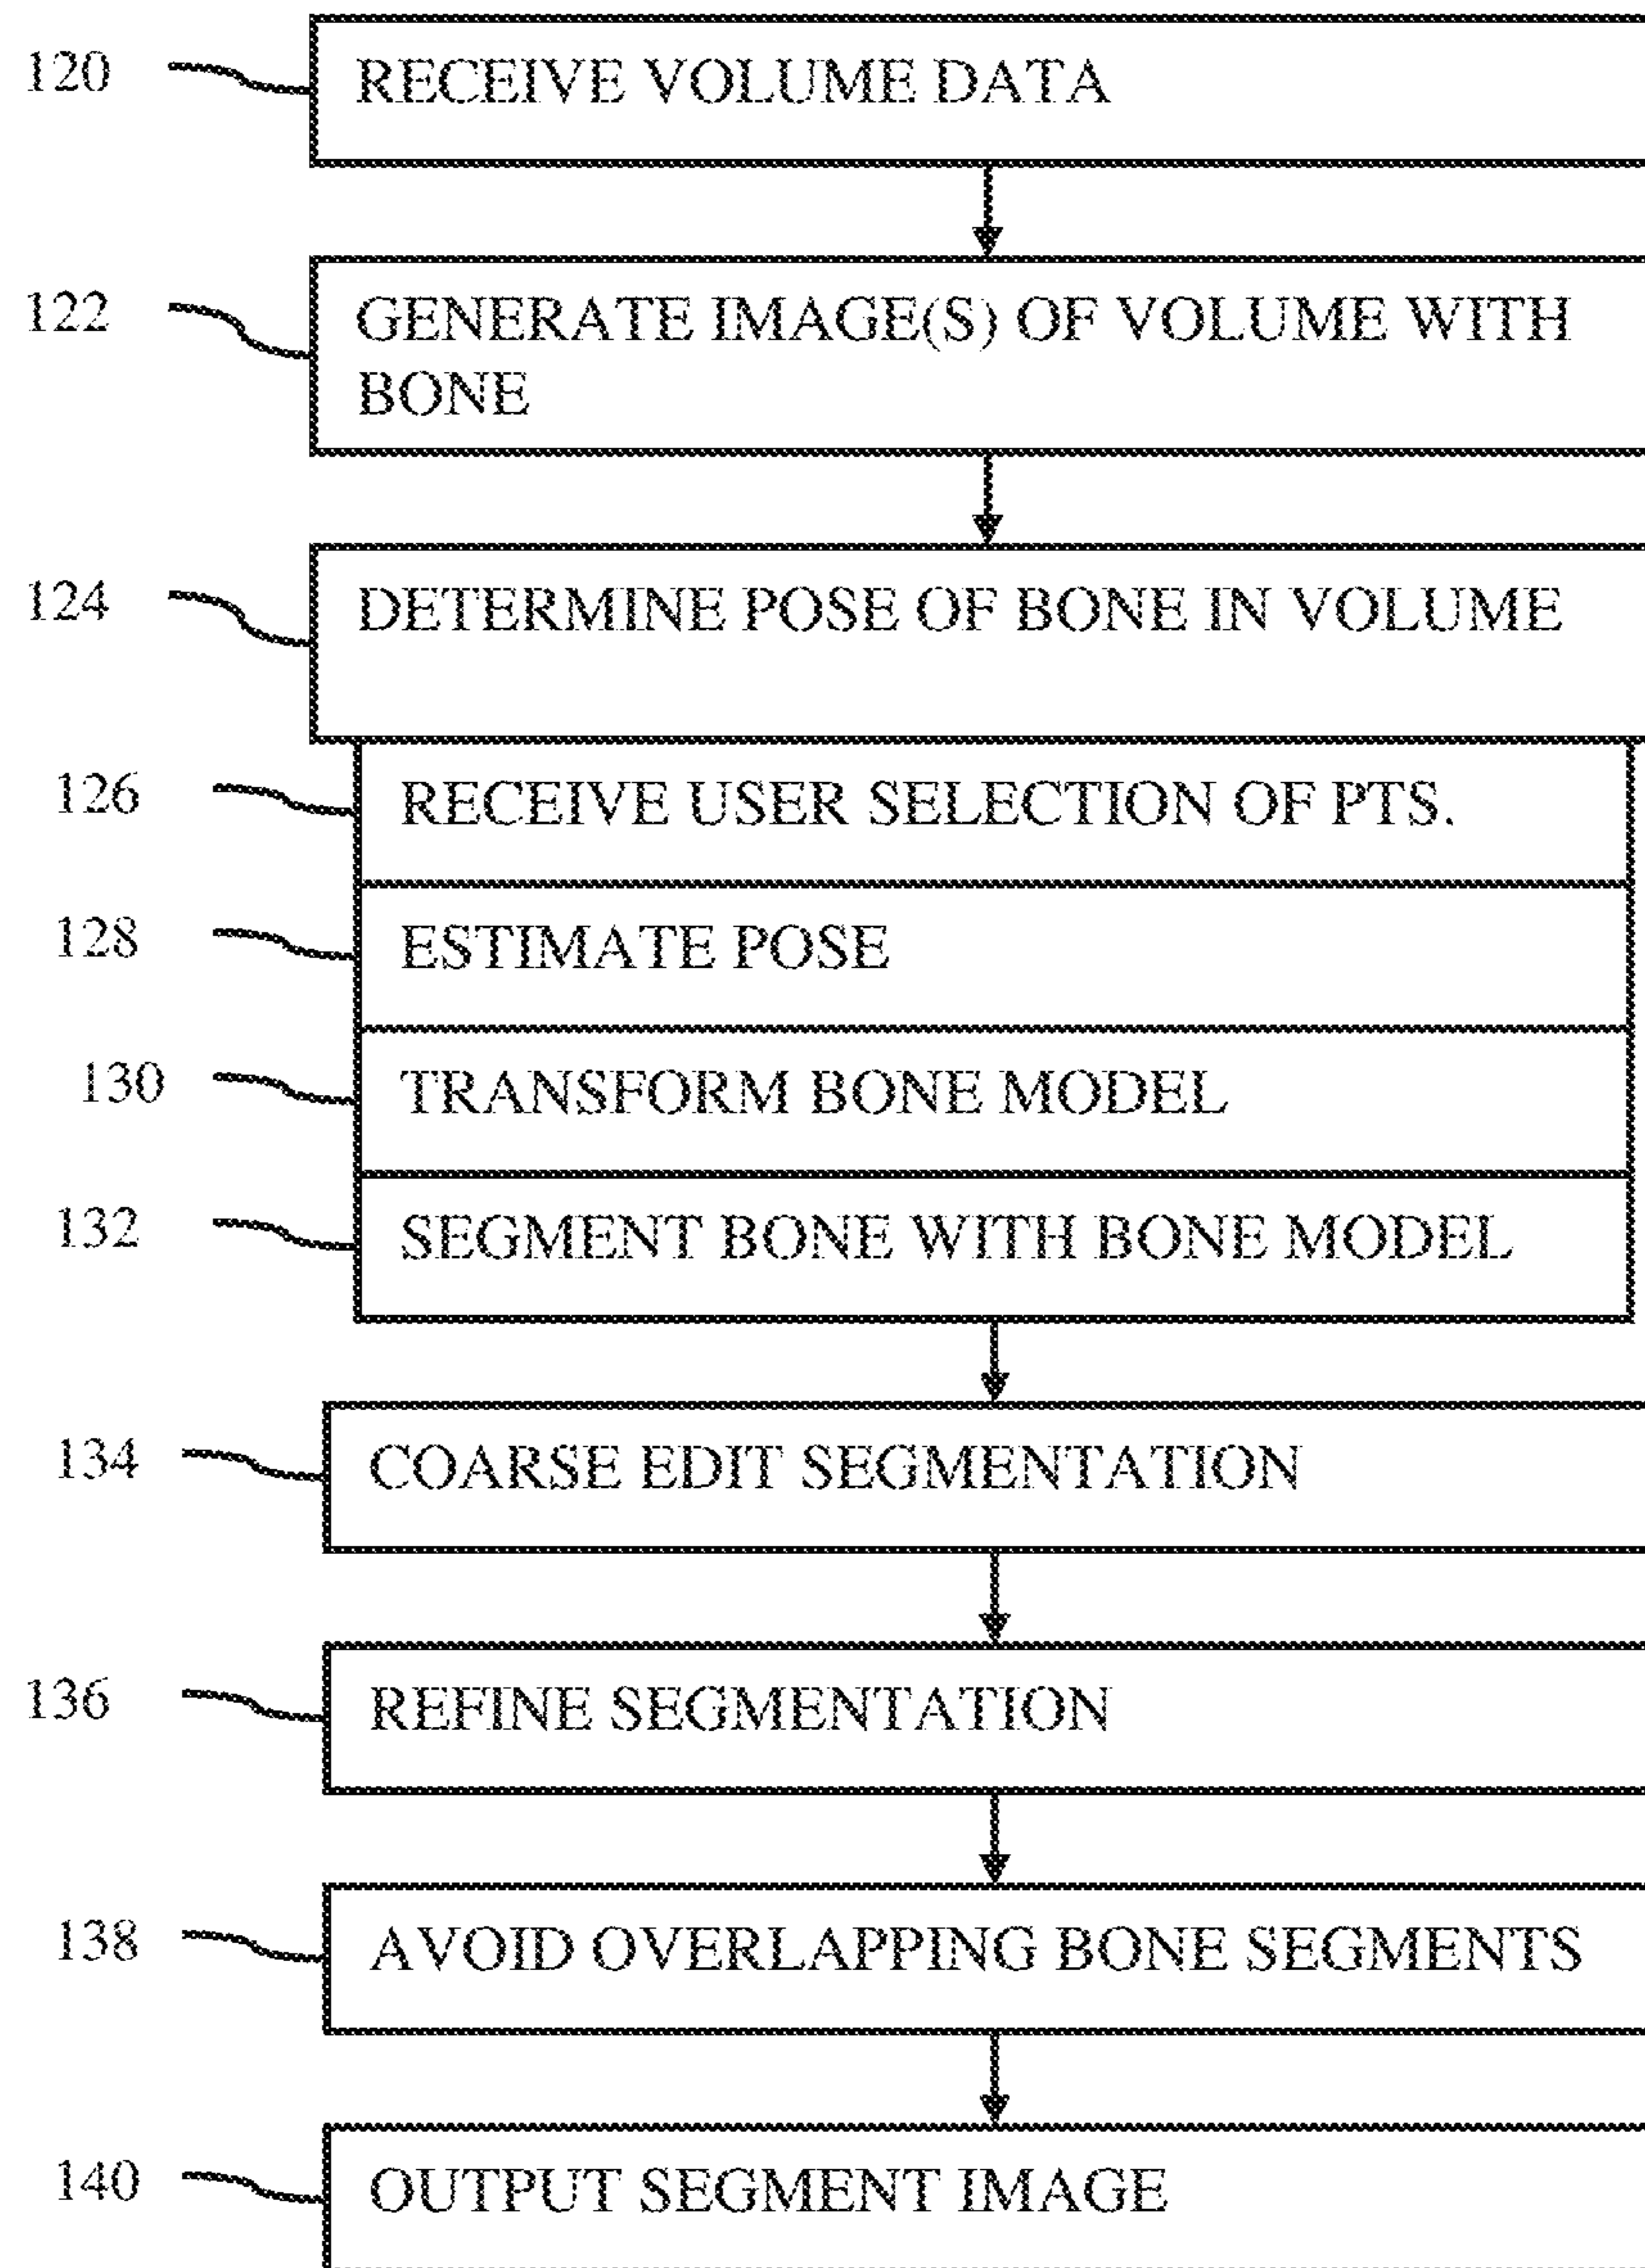 120 RECEIVE VOLUME DATA
122 GENERATE IMAGE(S) OF VOLUME WITH
BONE
124 DETERMINE POSE OF BONE IN VOLUME
126 RECEIVE USER SELECTION OF PTS.
128 ESTIMATE POSE
130 TRANSFORM BONE MODEL
132 SEGMENT BONE WITH BONE MODEL
134 COARSE EDIT SEGMENTATION
136 REFINE SEGMENTATION
138 AVOID OVERLAPPING BONE SEGMENTS
140 OUTPUT SEGMENT IMAGE